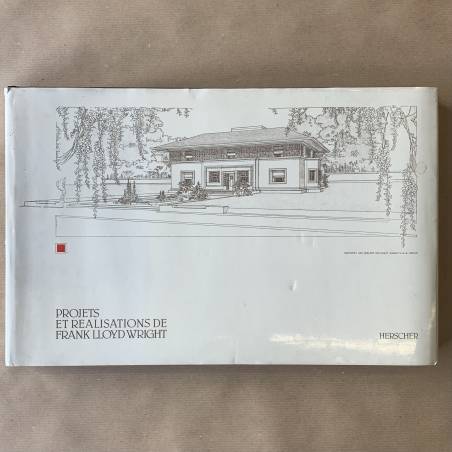 PROJETS
ET REALISATIONS DE
FRANK LLOYD WRIGHT
HERSCHER